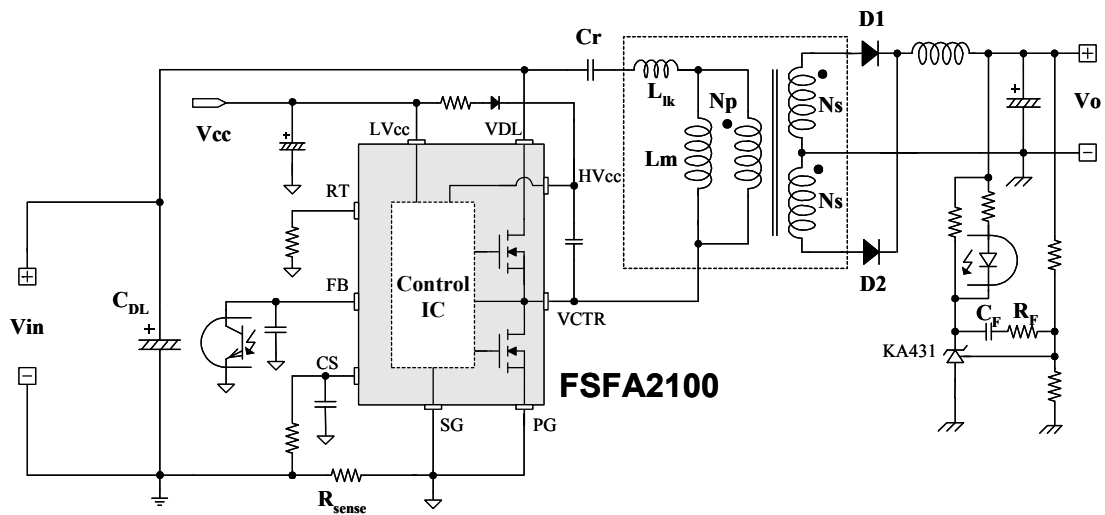 D1
Cr
Llk
Np
Ns
+
Vo
Vcc
+
LVcc
VDL
Lm
+
HVcc
RT
Ns
-
+
Control
IC
D2
CDL
+
FB
VCTR
CF
RF
Vin
KA431
CS
-
FSFA2100
SG
PG
Rsense